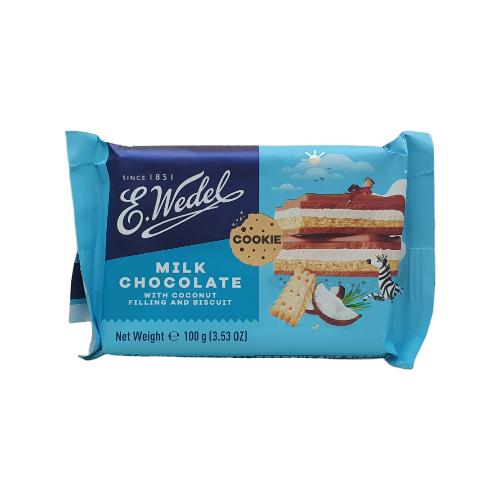 SINCE 1851
E. Wedel
COOKIE
MILK
CHOCOLATE
WITH COCONUT
FILLING AND BISCUIT
Net Weight ℮ 100 g (3.53 OZ)